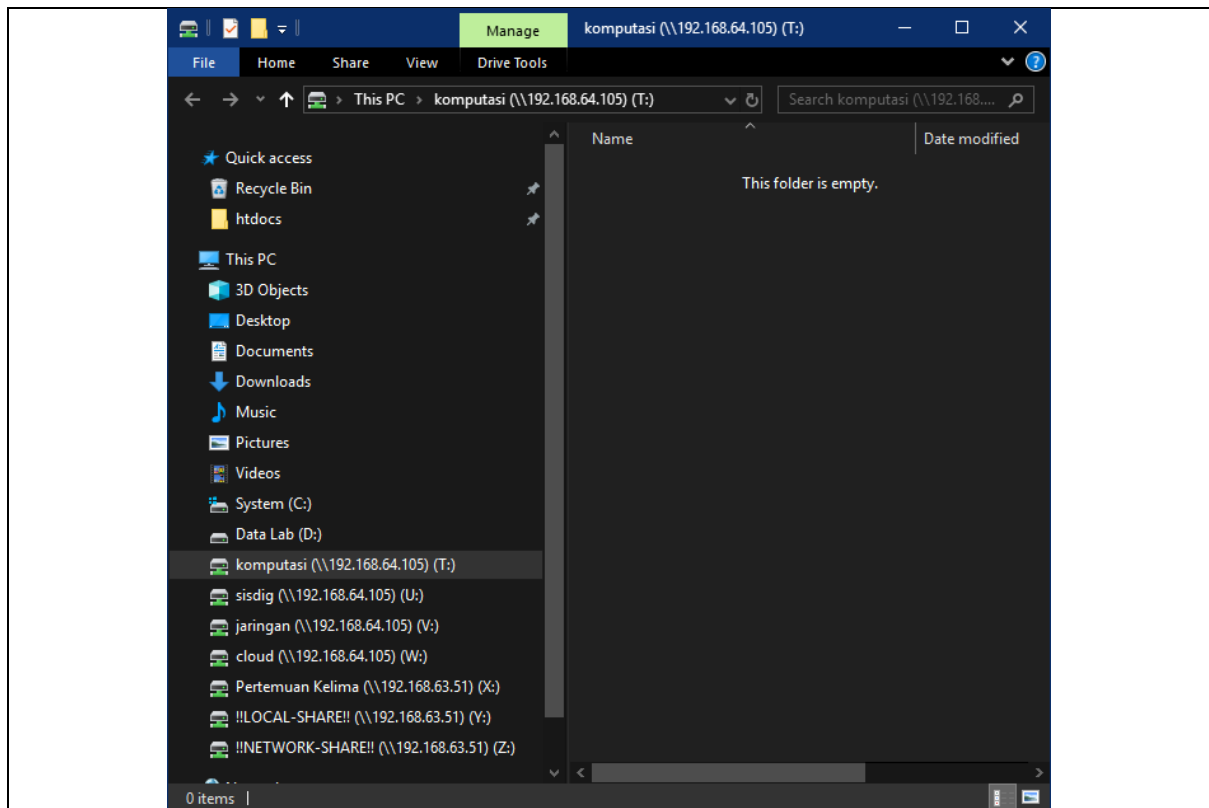 Manage
komputasi (\\192.168.64.105) (T:)
File
Home
Share
View
Drive Tools
This PC › komputasi (\\192.168.64.105) (T:)
Search komputasi (\\192.168....
Quick access
Recycle Bin
htdocs
This PC
3D Objects
Desktop
Documents
Downloads
Music
Pictures
Videos
System (C:)
Data Lab (D:)
komputasi (\\192.168.64.105) (T:)
sisdig (\\192.168.64.105) (U:)
jaringan (\\192.168.64.105) (V:)
cloud (\\192.168.64.105) (W:)
Pertemuan Kelima (\\192.168.63.51) (X:)
!!LOCAL-SHARE!! (\\192.168.63.51) (Y:)
!!NETWORK-SHARE!! (\\192.168.63.51) (Z:)
Name
Date modified
This folder is empty.
0 items